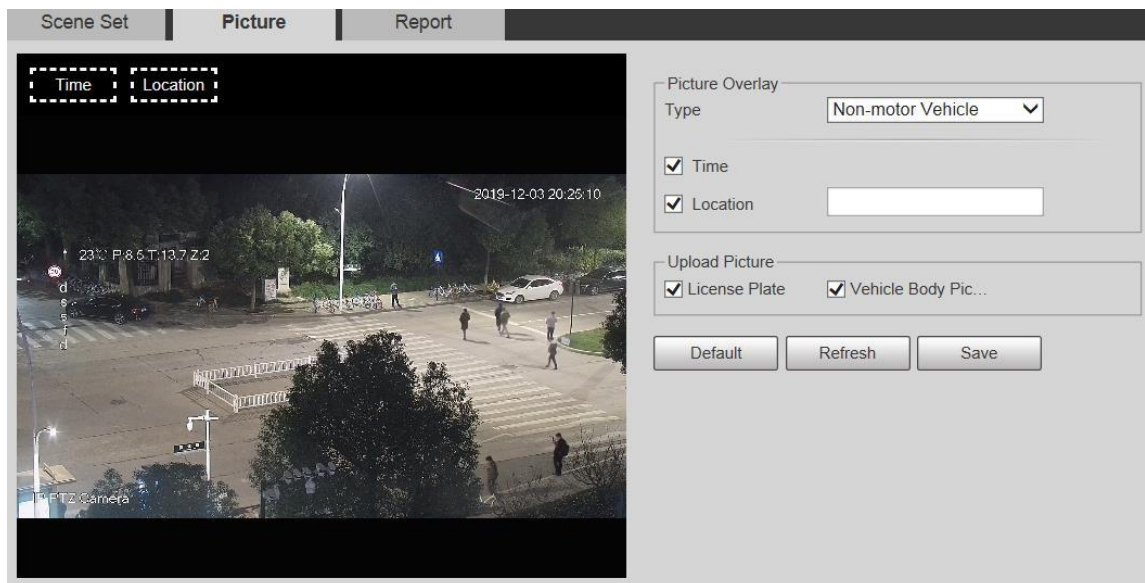 Scene Set
Picture
Report
Time
Location
Picture Overlay
Type
Non-motor Vehicle
Time
Location
2019-12-03 20:25:10
23℃ P:8.5 T:13.7 Z:2
d
s
s
f
d
IP PTZ Camera
Upload Picture
License Plate
Vehicle Body Pic...
Default
Refresh
Save